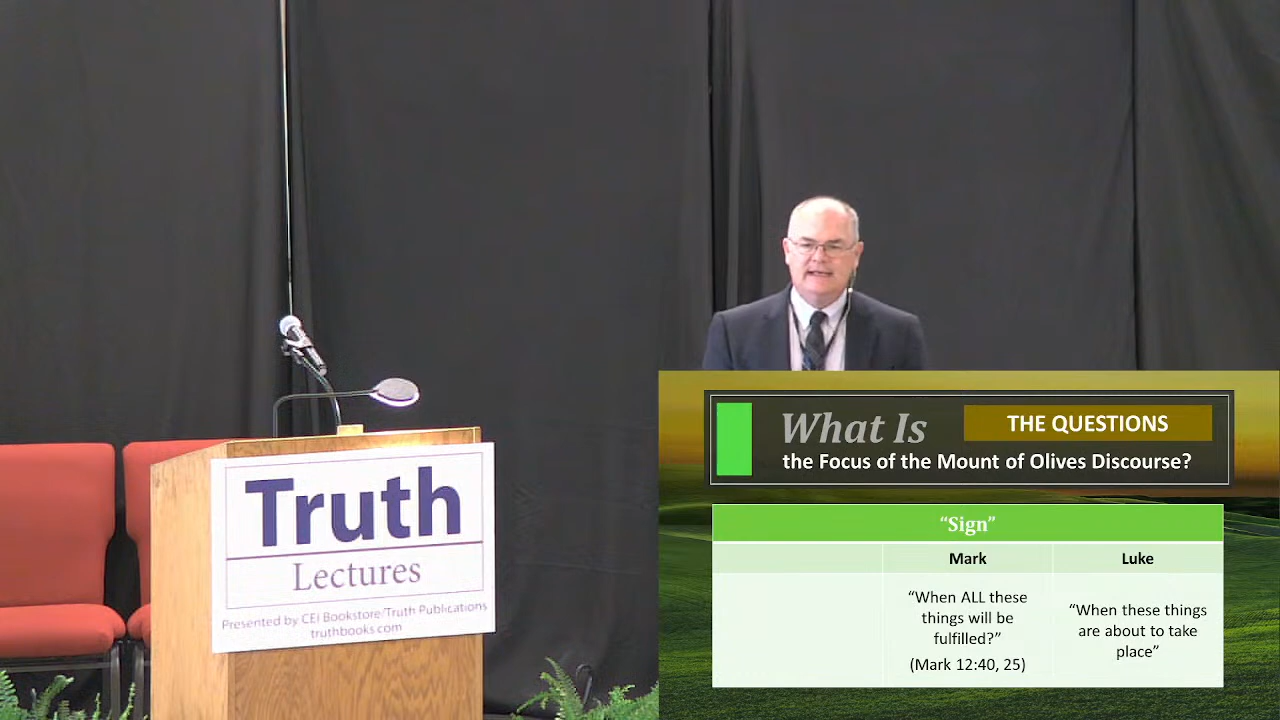 Truth
Lectures
Presented by CEI Bookstore/Truth Publications
truthbooks.com
What Is
THE QUESTIONS
the Focus of the Mount of Olives Discourse?
“Sign”
Mark
Luke
“When ALL these
things will be
fulfilled?”
(Mark 12:40, 25)
“When these things
are about to take
place”